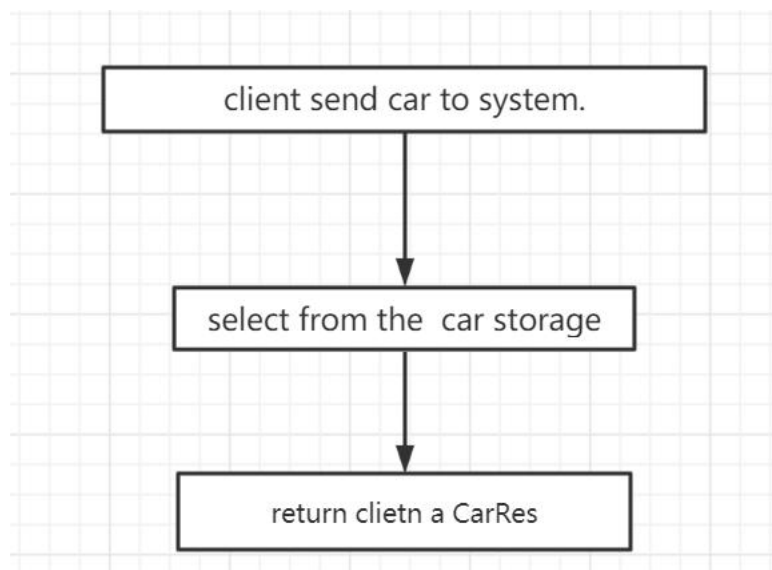 client send car to system.
select from the  car storage
return clietn a CarRes